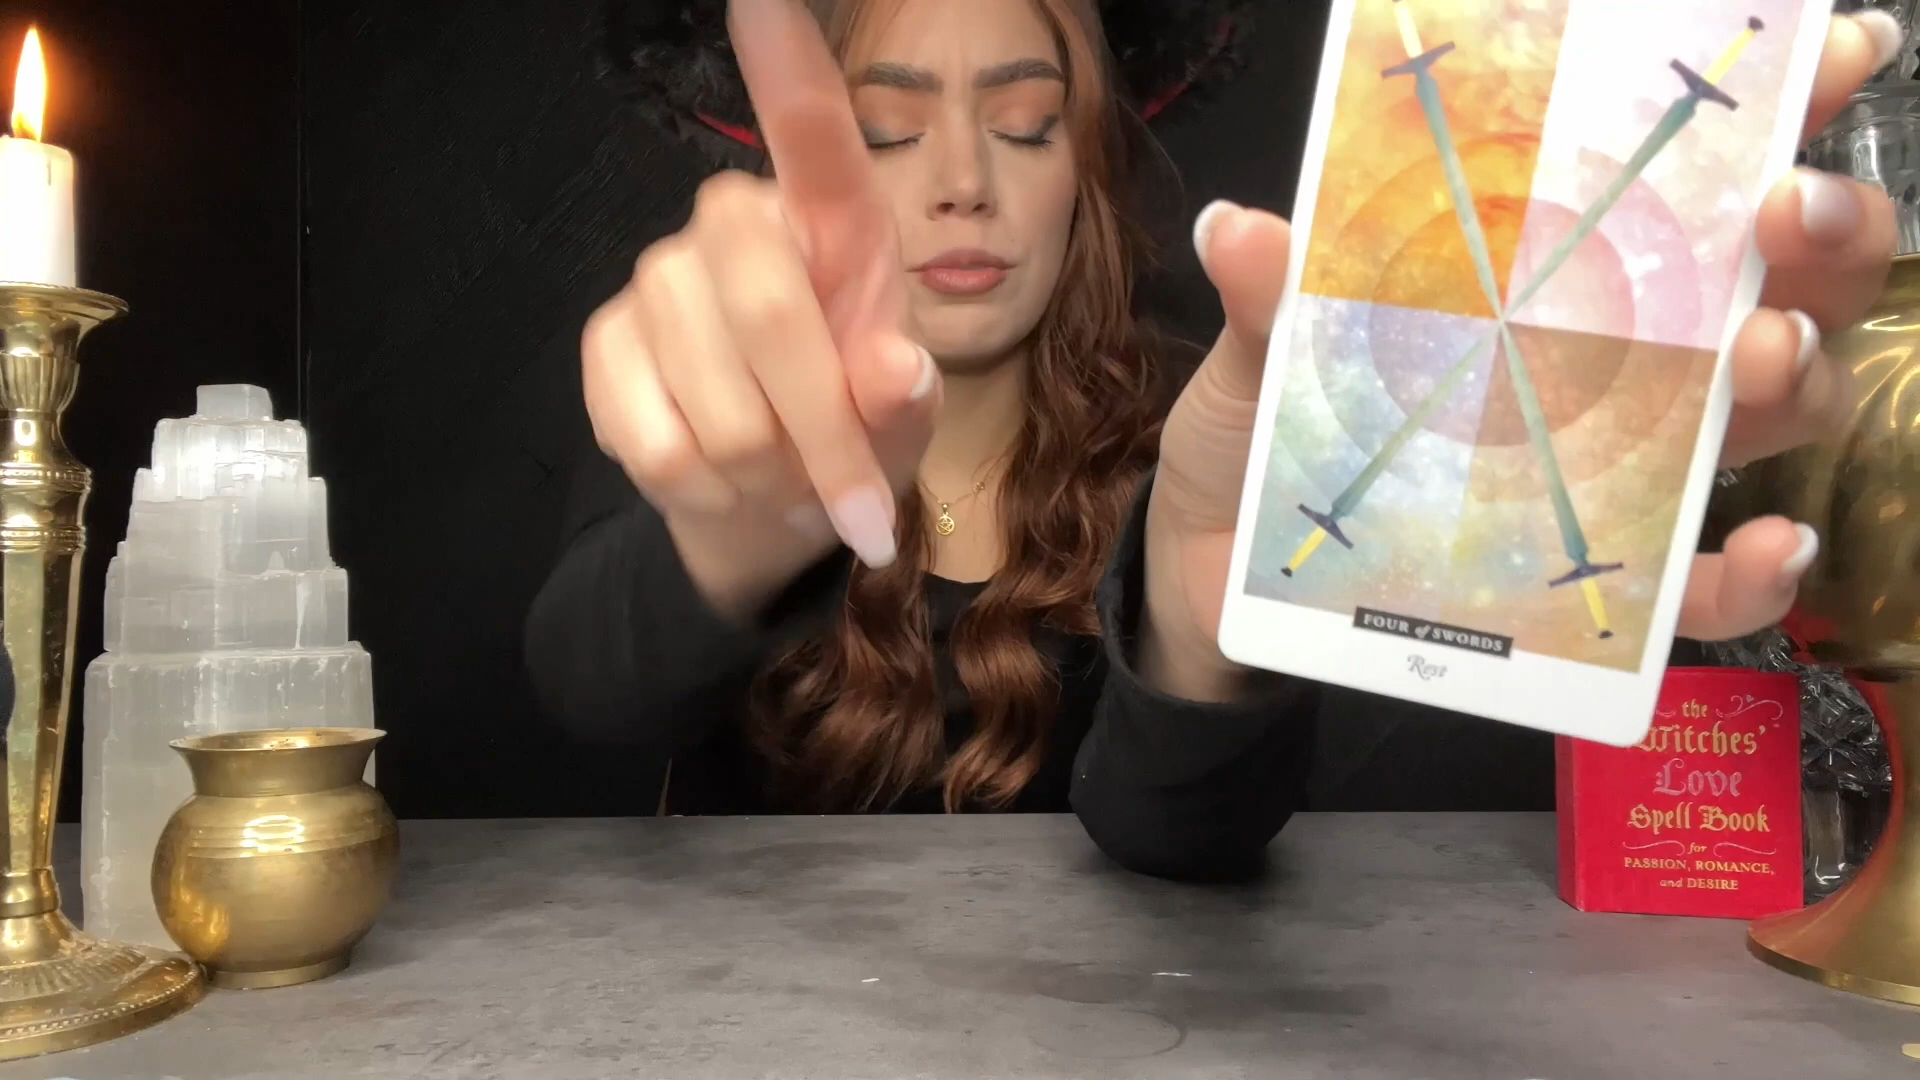 FOUR of SWORDS
Rest
the
Witches'
Love
Spell Book
for
PASSION, ROMANCE,
and DESIRE